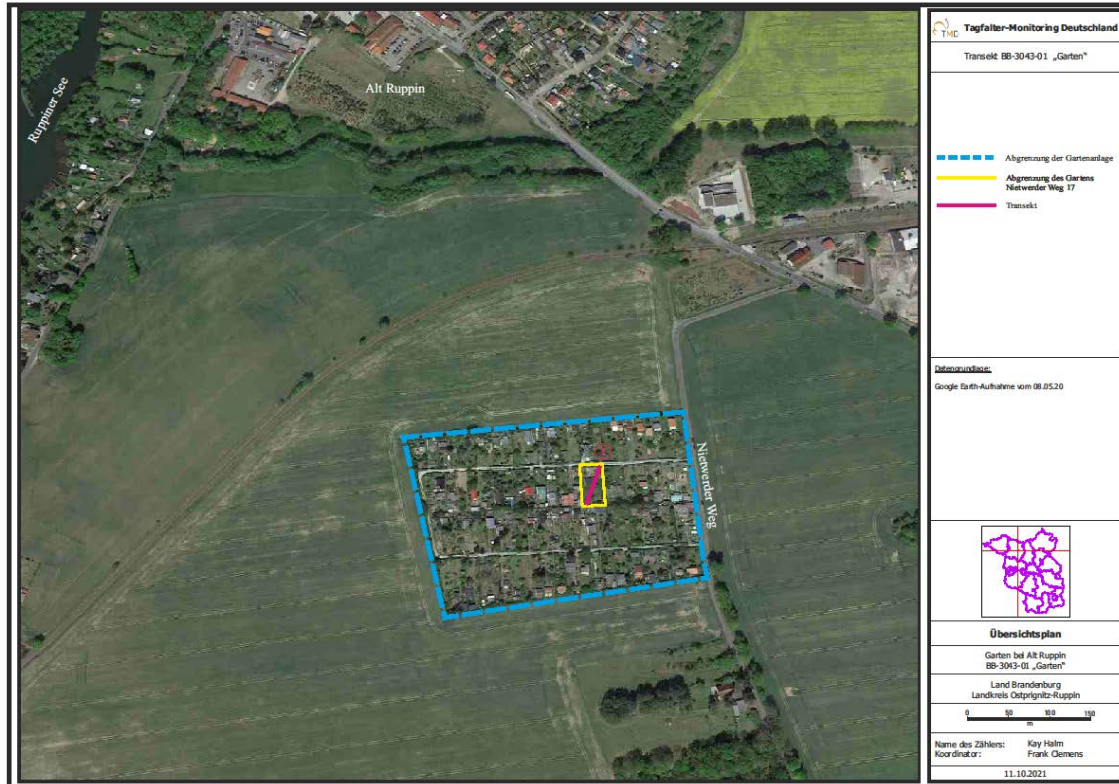 Ruppiner See
Alt Ruppin
Nietwerder Weg
1
TMD
Tagfalter-Monitoring Deutschland
Transekt BB-3043-01 „Garten“
Abgrenzung der Gartenanlage
Abgrenzung des Gartens
Nietwerder Weg 17
Transekt
Datengrundlage:
Google Earth-Aufnahme vom 08.05.20
Übersichtsplan
Garten bei Alt Ruppin
BB-3043-01 „Garten“
Land Brandenburg
Landkreis Ostprignitz-Ruppin
0 50 100 150
m
Name des Zählers: Kay Halm
Koordinator: Frank Clemens
11.10.2021